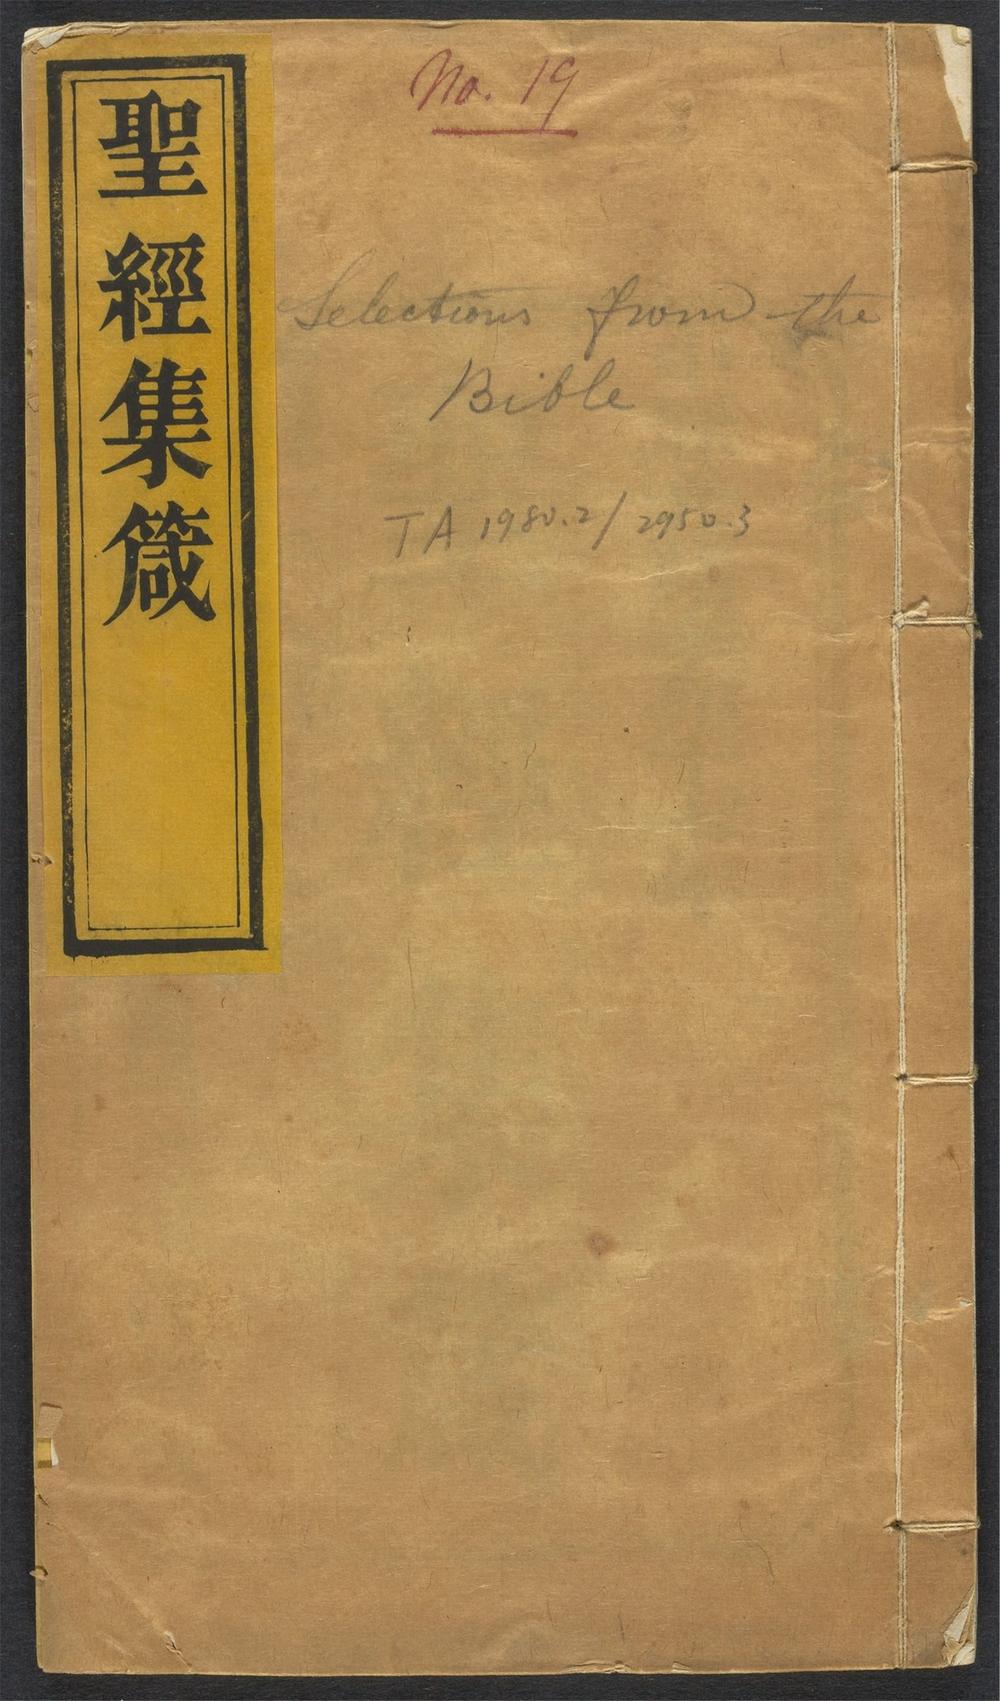 聖經集箴
No. 19
Selections from the
Bible
TA 1980.2/2950.3